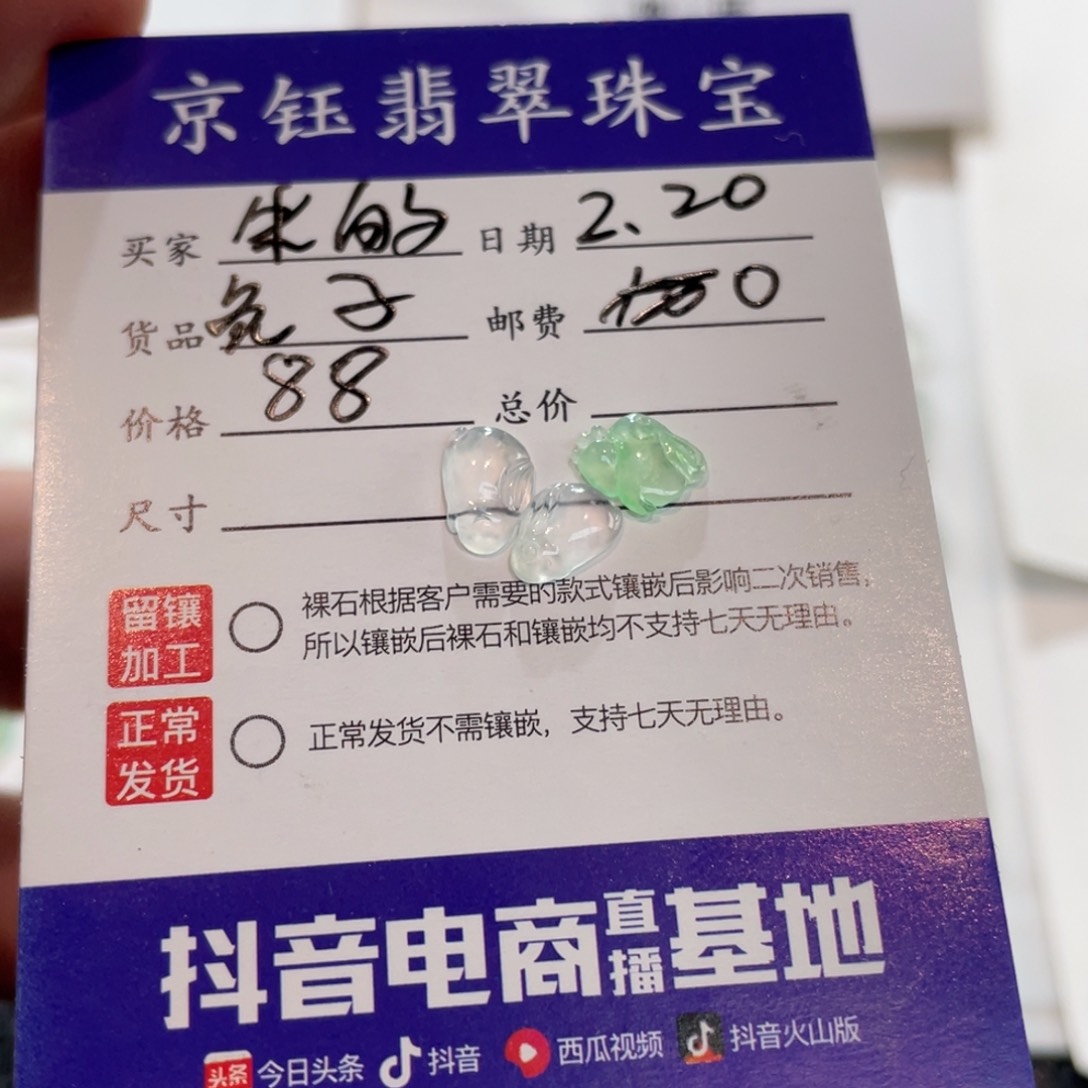 京钰翡翠珠宝
买家 朱的 日期 2.20
货品 兔子 邮费 0
价格 88 总价
尺寸
留镶加工 裸石根据客户需要的款式镶嵌后影响二次销售，
所以镶嵌后裸石和镶嵌均不支持七天无理由。
正常发货 正常发货不需镶嵌，支持七天无理由。
抖音电商直播基地
头条 今日头条 抖音 西瓜视频 抖音火山版